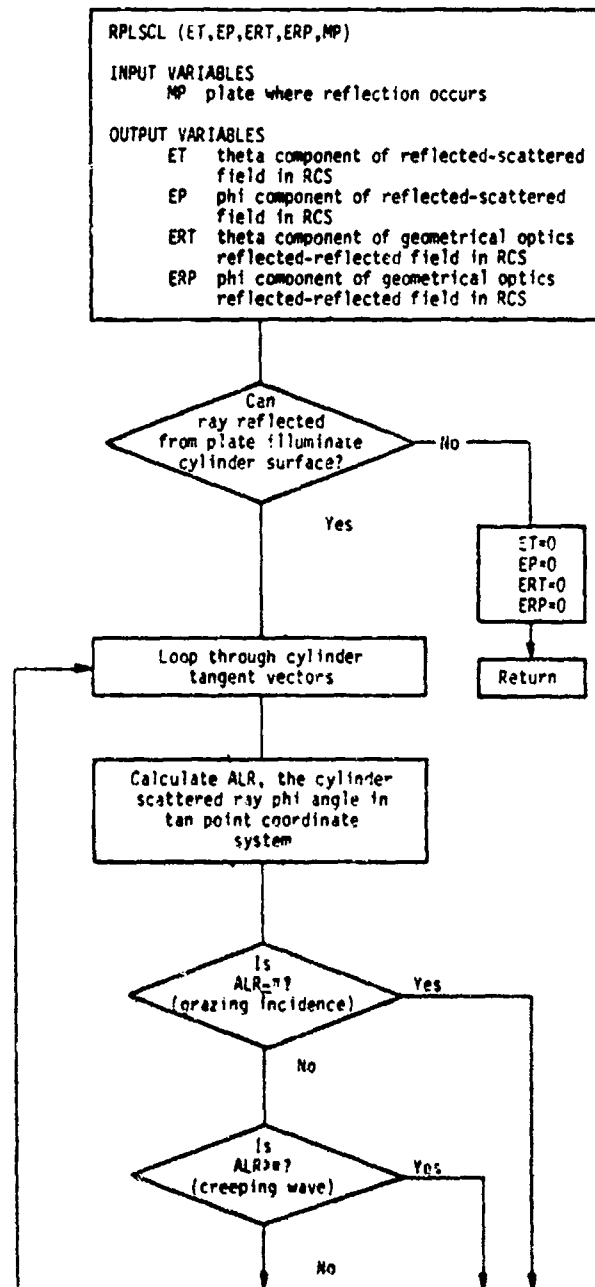 RPLSCL (ET,EP,ERT,ERP,MP)
INPUT VARIABLES
MP plate where reflection occurs
OUTPUT VARIABLES
ET theta component of reflected-scattered
field in RCS
EP phi component of reflected-scattered
field in RCS
ERT theta component of geometrical optics
reflected-reflected field in RCS
ERP phi component of geometrical optics
reflected-reflected field in RCS
Can
ray reflected
from plate illuminate
cylinder surface?
No
Yes
ET=0
EP=0
ERT=0
ERP=0
Return
Loop through cylinder
tangent vectors
Calculate ALR, the cylinder
scattered ray phi angle in
tan point coordinate
system
Is
ALR=π?
(grazing incidence)
Yes
No
Is
ALR>π?
(creeping wave)
Yes
No